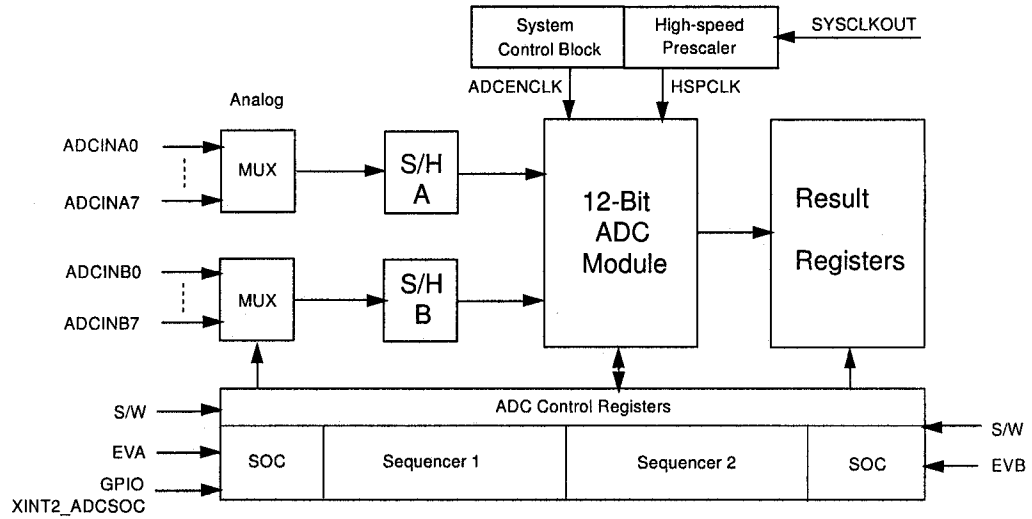 System
Control Block
High-speed
Prescaler
SYSCLKOUT
ADCENCLK
HSPCLK
Analog
ADCINA0
ADCINA7
MUX
S/H
A
12-Bit
ADC
Module
Result
Registers
ADCINB0
ADCINB7
MUX
S/H
B
ADC Control Registers
S/W
EVA
GPIO
XINT2_ADCSOC
SOC
Sequencer 1
Sequencer 2
SOC
S/W
EVB